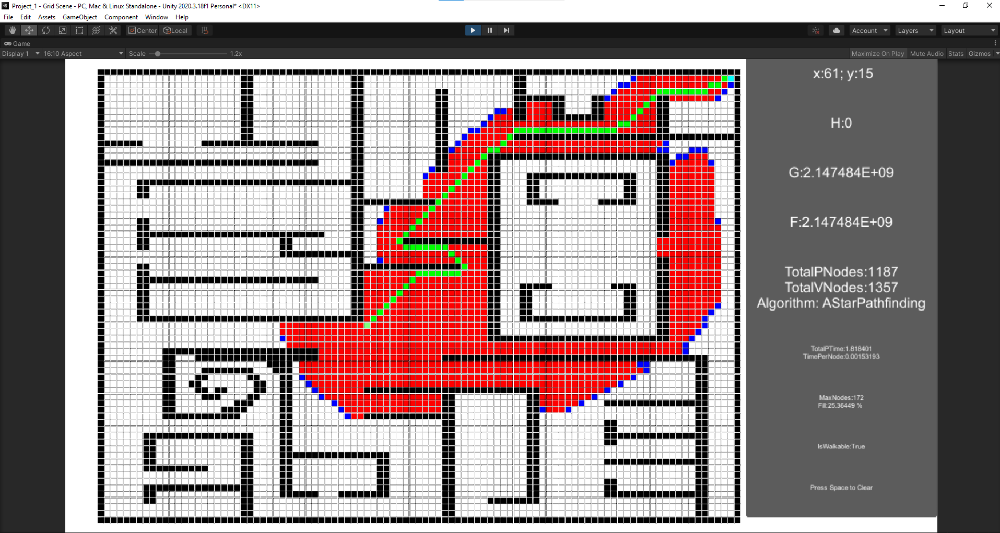 Project_1 - Grid Scene - PC, Mac & Linux Standalone - Unity 2020.3.18f1 Personal* <DX11>
File Edit Assets GameObject Component Window Help
Center Local Account Layers Layout
Game
Display 1 16:10 Aspect Scale 1.2x Maximize On Play Mute Audio Stats Gizmos
x:61; y:15
H:0
G:2.147484E+09
F:2.147484E+09
TotalPNodes:1187
TotalVNodes:1357
Algorithm: AStarPathfinding
TotalPTime:1.818401
TimePerNode:0.00153193
MaxNodes:172
Fill:25.36449 %
IsWalkable:True
Press Space to Clear